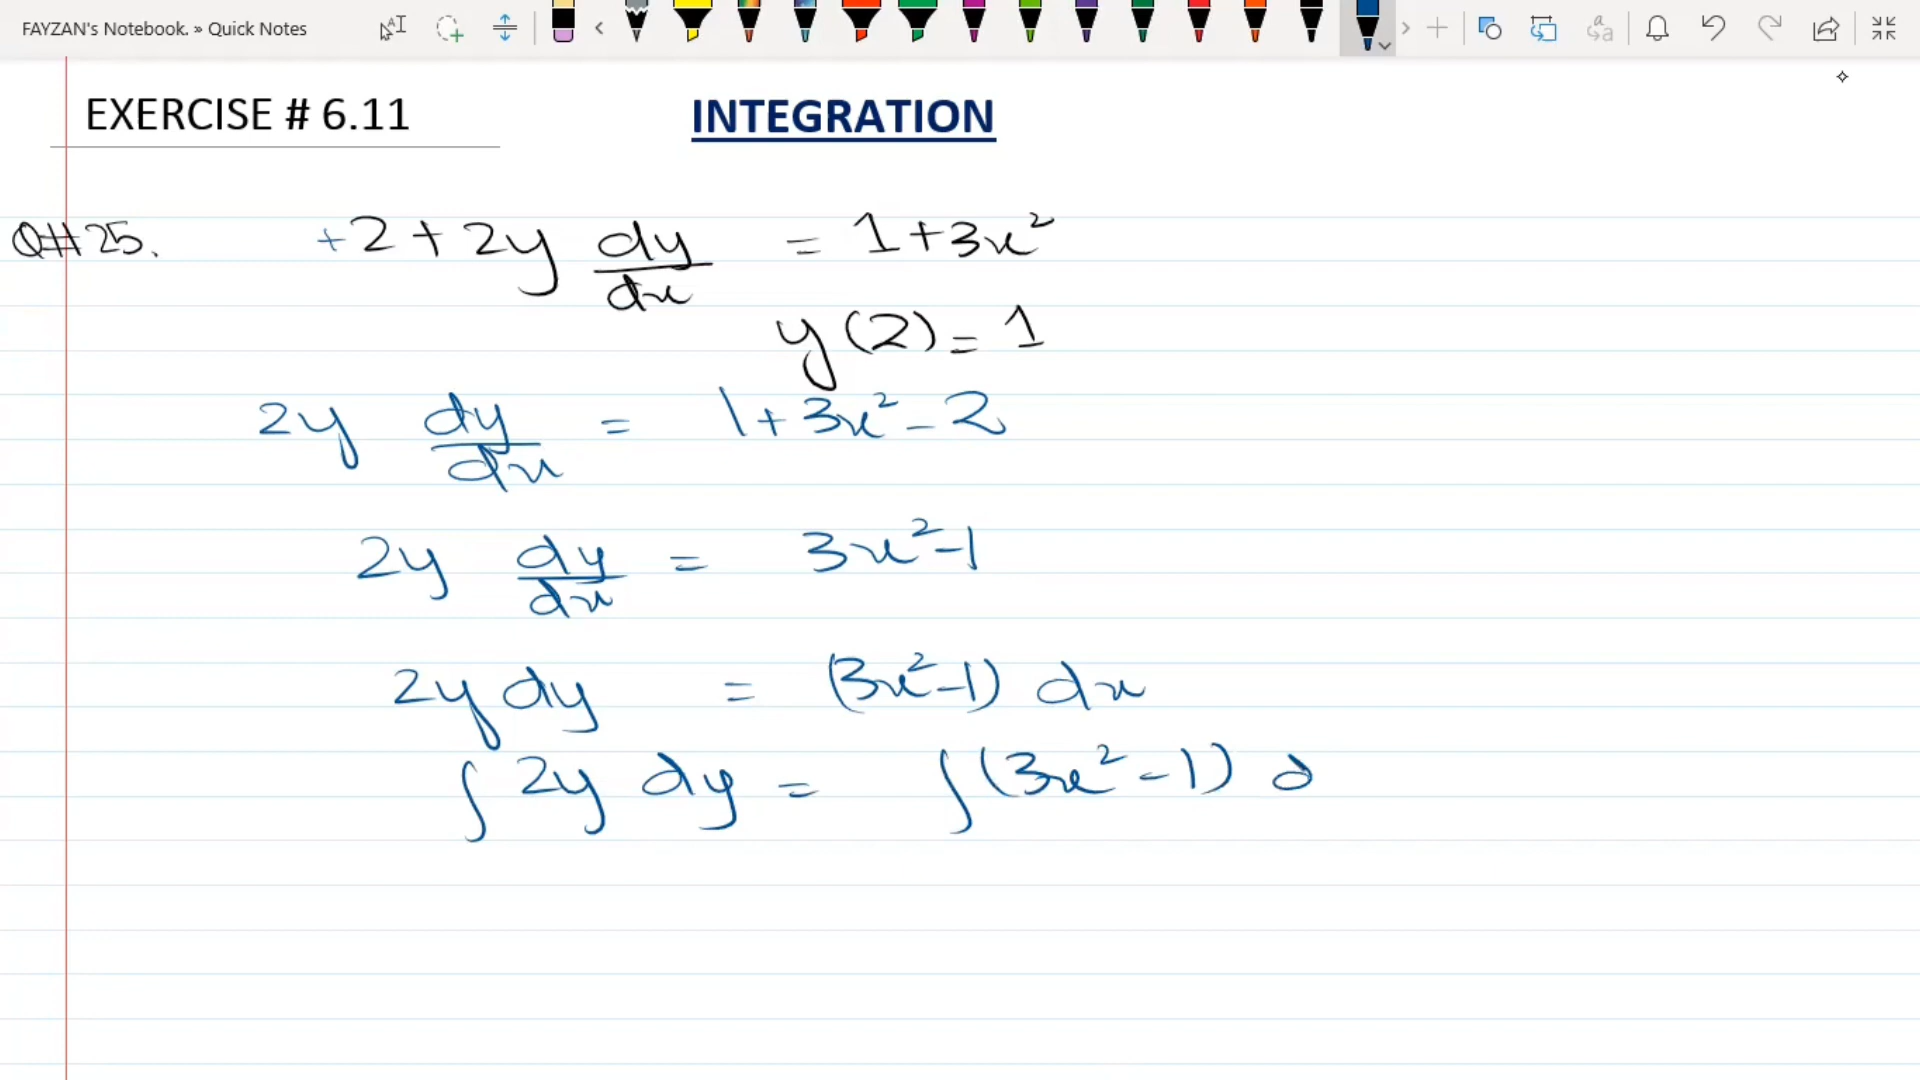 FAYZAN's Notebook. » Quick Notes
EXERCISE # 6.11 INTEGRATION
Q#25. +2 + 2y dy/dx = 1+3x²
y(2) = 1
2y dy/dx = 1+3x²-2
2y dy/dx = 3x²-1
2y dy = (3x²-1) dx
∫ 2y dy = ∫(3x²-1) d